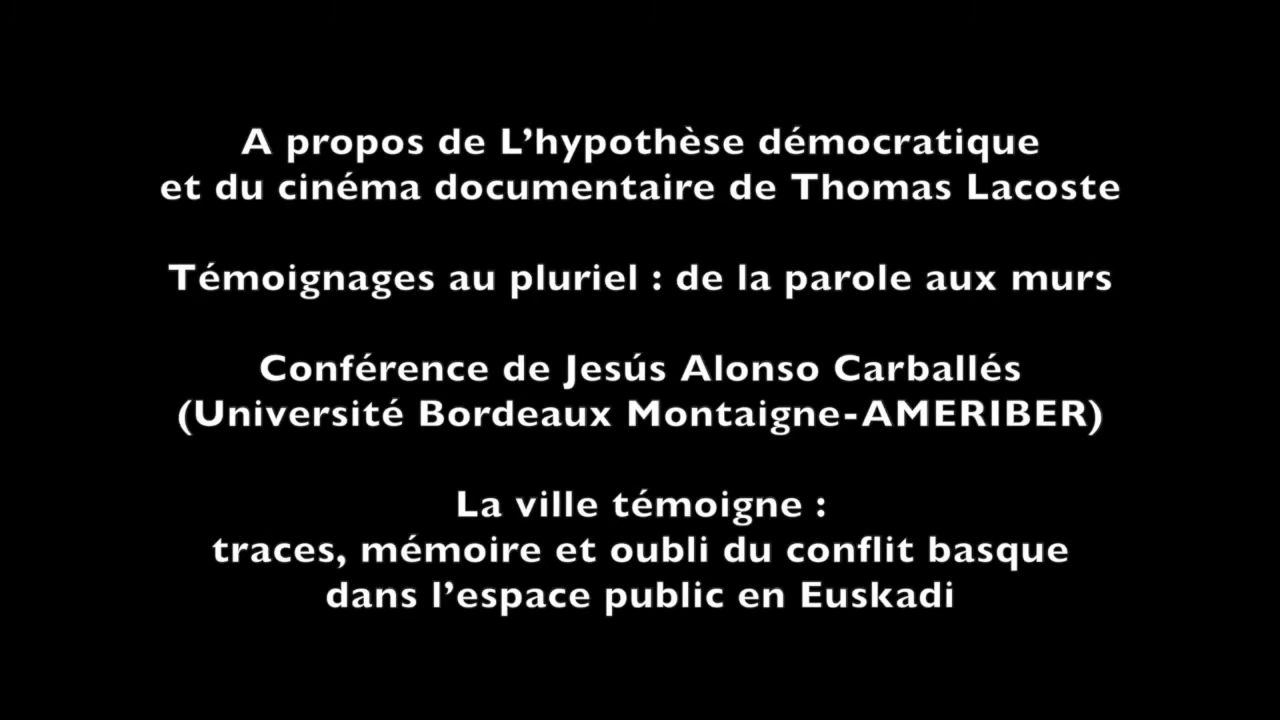 A propos de L’hypothèse démocratique
et du cinéma documentaire de Thomas Lacoste
Témoignages au pluriel : de la parole aux murs
Conférence de Jesús Alonso Carballés
(Université Bordeaux Montaigne-AMERIBER)
La ville témoigne :
traces, mémoire et oubli du conflit basque
dans l’espace public en Euskadi